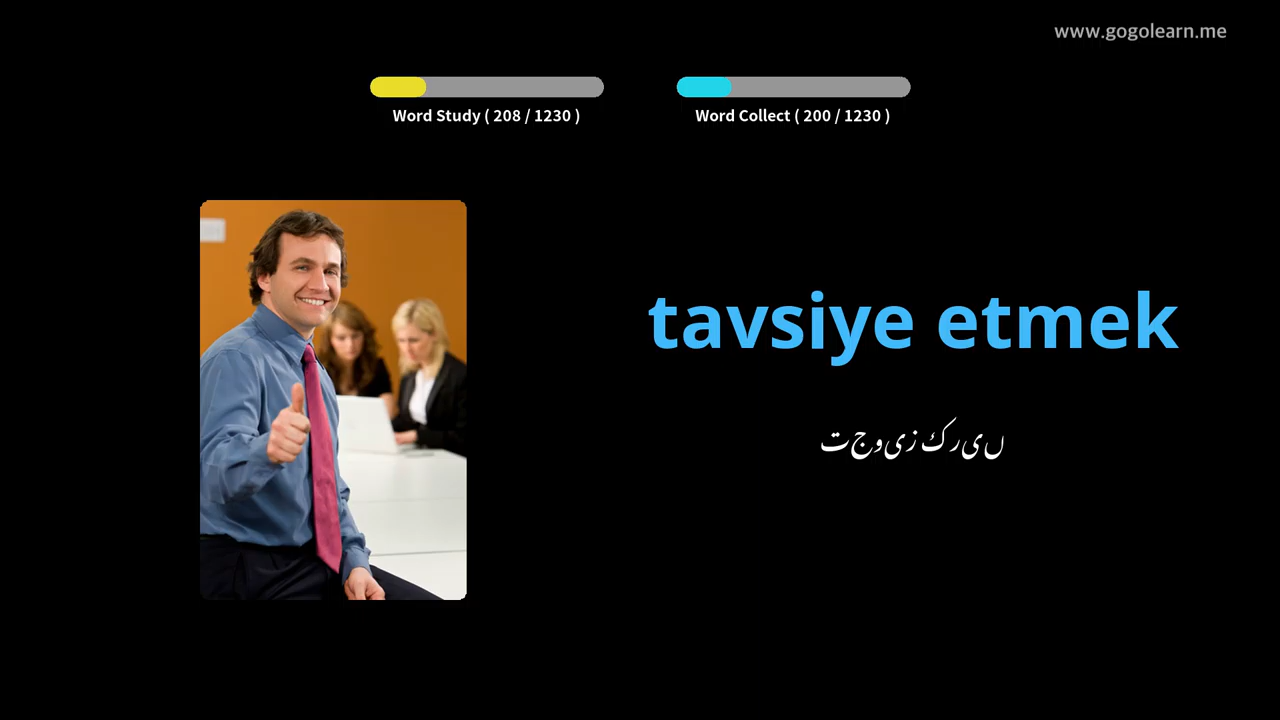 www.gogolearn.me
Word Study ( 208 / 1230 )
Word Collect ( 200 / 1230 )
tavsiye etmek
تجویز کریں